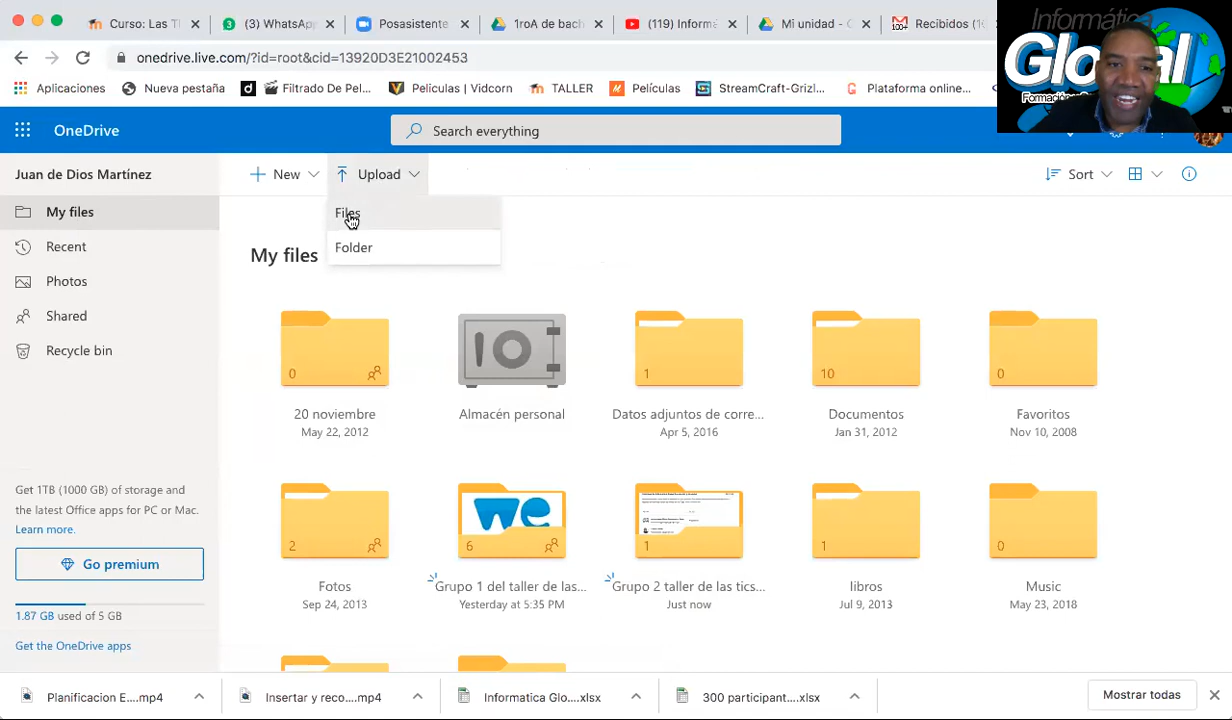 Curso: Las T
(3) WhatsApp
Posasistente
1roA de bach
(119) Informá
Mi unidad - G
Recibidos (1
100+
onedrive.live.com/?id=root&cid=13920D3E21002453
Informática
Global
Aplicaciones
Nueva pestaña
Filtrado De Pel...
Peliculas | Vidcorn
TALLER
Películas
StreamCraft-Grizl...
Plataforma online...
OneDrive
Search everything
Juan de Dios Martínez
New
Upload
Sort
My files
Files
Recent
Folder
My files
Photos
Shared
Recycle bin
0
1
10
0
20 noviembre
Almacén personal
Datos adjuntos de corre...
Documentos
Favoritos
May 22, 2012
Apr 5, 2016
Jan 31, 2012
Nov 10, 2008
Get 1TB (1000 GB) of storage and
the latest Office apps for PC or Mac.
Learn more.
Go premium
we
2
6
1
1
0
Fotos
Grupo 1 del taller de las...
Grupo 2 taller de las tics...
libros
Music
Sep 24, 2013
Yesterday at 5:35 PM
Just now
Jul 9, 2013
May 23, 2018
1.87 GB used of 5 GB
Get the OneDrive apps
Planificacion E....mp4
Insertar y reco....mp4
Informatica Glo....xlsx
300 participant....xlsx
Mostrar todas